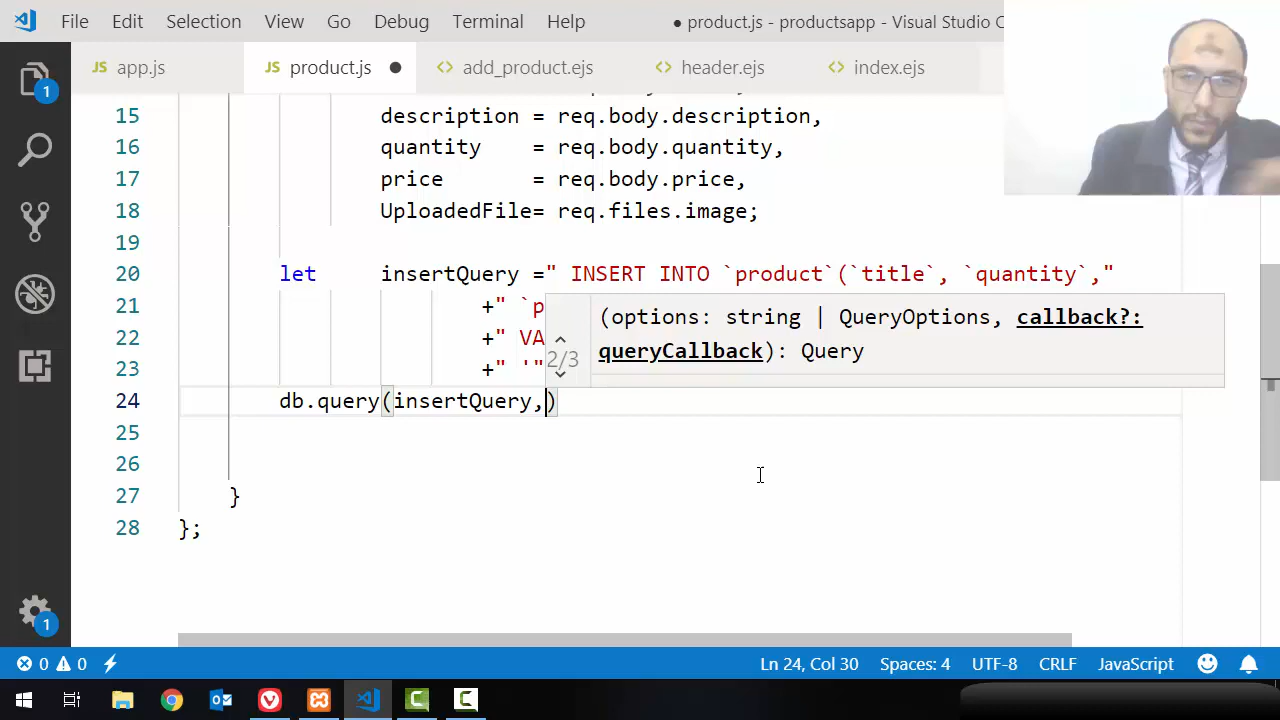 File Edit Selection View Go Debug Terminal Help ● product.js - productsapp - Visual Studio C
JS app.js JS product.js ● <> add_product.ejs <> header.ejs <> index.ejs
15 description = req.body.description,
16 quantity = req.body.quantity,
17 price = req.body.price,
18 UploadedFile= req.files.image;
19
20 let insertQuery =" INSERT INTO `product`(`title`, `quantity`,"
21 +" `p
22 +" VA
23 +" '"
(options: string | QueryOptions, callback?:
2/3 queryCallback): Query
24 db.query(insertQuery,)
25
26
27 }
28 };
1
1
0 0 Ln 24, Col 30 Spaces: 4 UTF-8 CRLF JavaScript